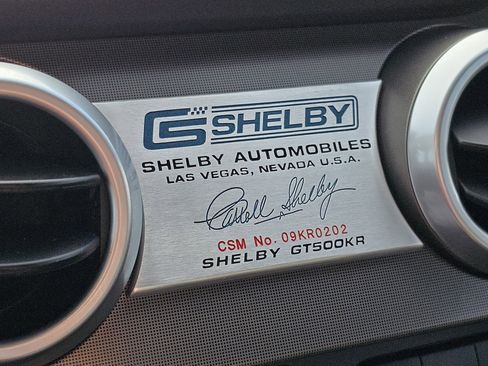 CS SHELBY
SHELBY AUTOMOBILES
LAS VEGAS, NEVADA U.S.A.
Carroll Shelby
CSM No. 09KR0202
SHELBY GT500KR